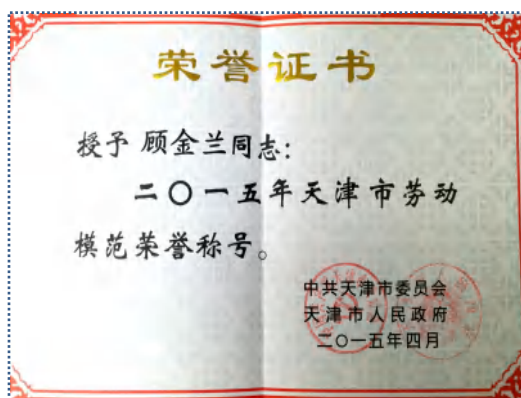 荣誉证书
授予 顾金兰同志：
二〇一五年天津市劳动
模范荣誉称号。
中共天津市委员会
天津市人民政府
二〇一五年四月